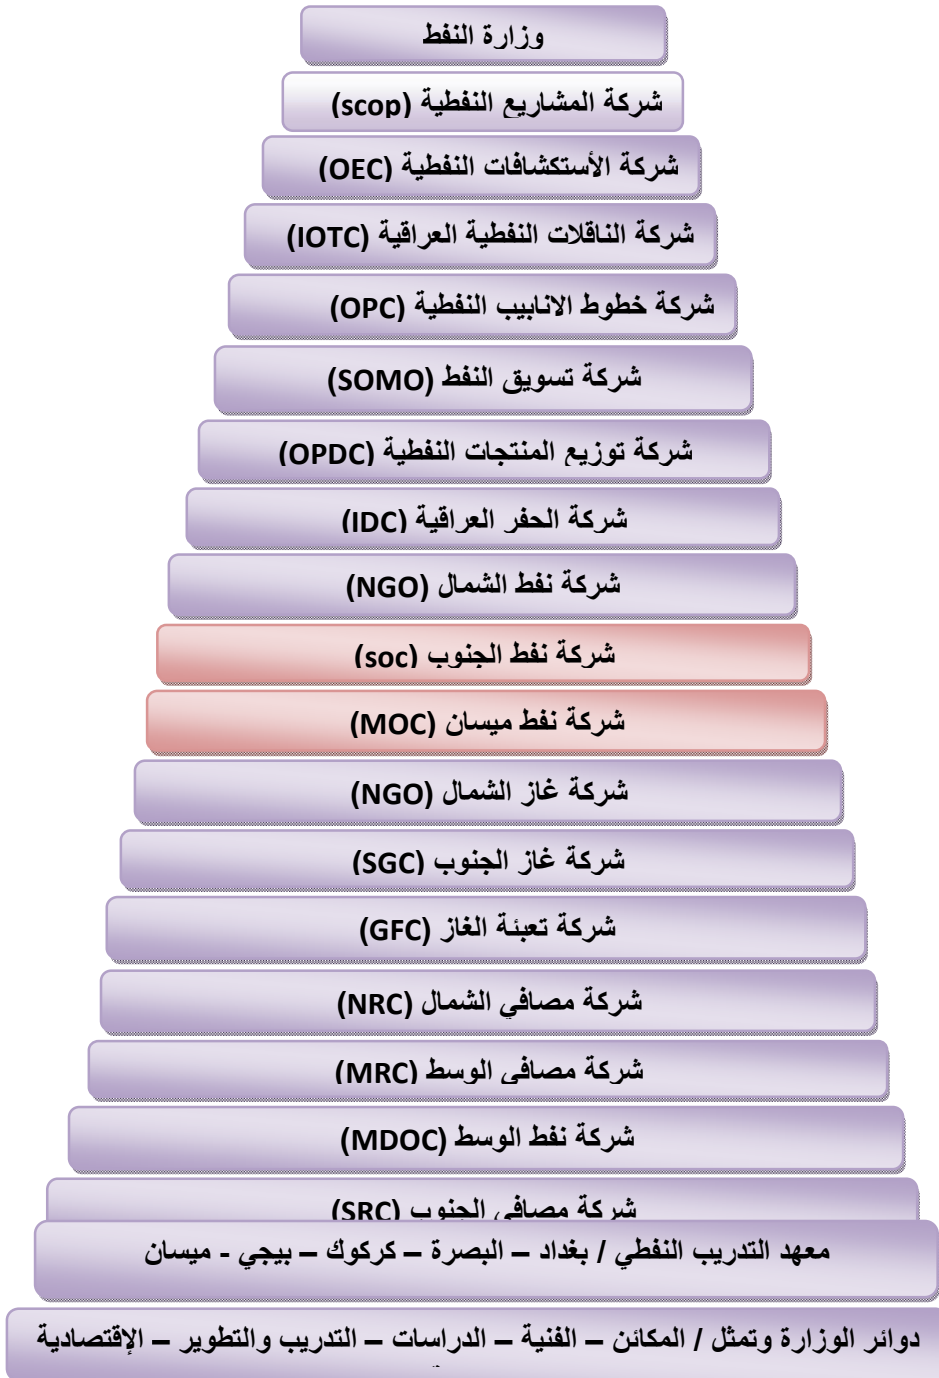 وزارة النفط
شركة المشاريع النفطية (scop)
شركة الأستكشافات النفطية (OEC)
شركة الناقلات النفطية العراقية (IOTC)
شركة خطوط الانابيب النفطية (OPC)
شركة تسويق النفط (SOMO)
شركة توزيع المنتجات النفطية (OPDC)
شركة الحفر العراقية (IDC)
شركة نفط الشمال (NGO)
شركة نفط الجنوب (soc)
شركة نفط ميسان (MOC)
شركة غاز الشمال (NGO)
شركة غاز الجنوب (SGC)
شركة تعبئة الغاز (GFC)
شركة مصافي الشمال (NRC)
شركة مصافي الوسط (MRC)
شركة نفط الوسط (MDOC)
شركة مصافي الجنوب (SRC)
معهد التدريب النفطي / بغداد – البصرة – كركوك – بيجي - ميسان
دوائر الوزارة وتمثل / المكائن – الفنية – الدراسات – التدريب والتطوير – الإقتصادية